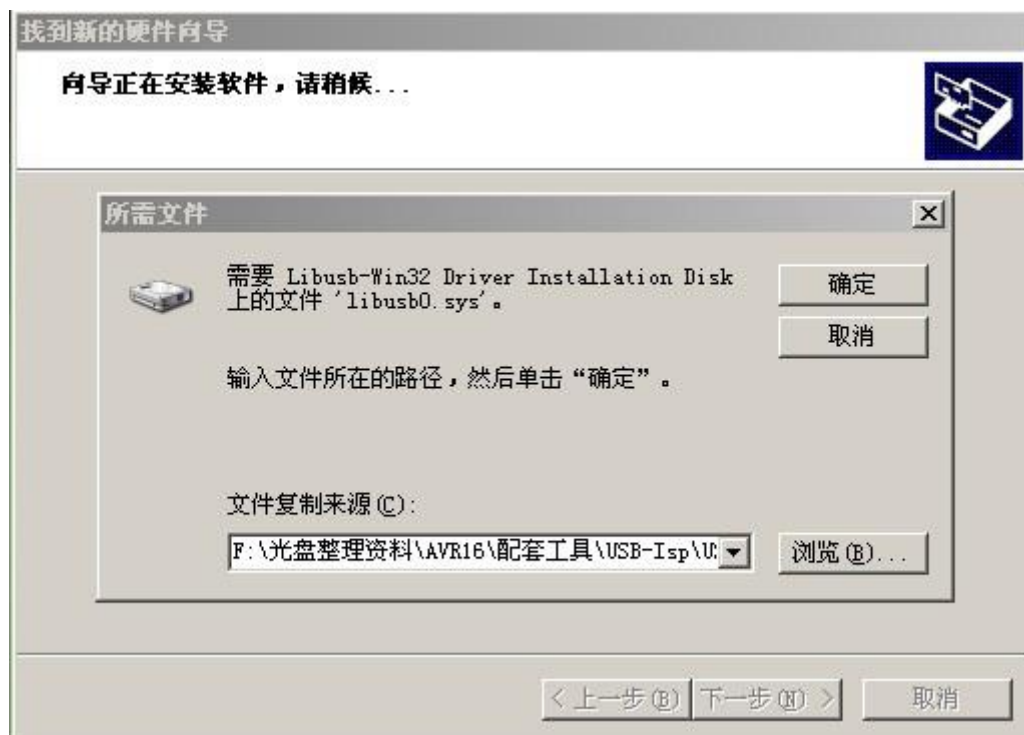 找到新的硬件向导
向导正在安装软件，请稍候...
所需文件
需要 Libusb-Win32 Driver Installation Disk
上的文件 'libusb0.sys'。
确定
取消
输入文件所在的路径，然后单击“确定”。
文件复制来源(C):
F:\光盘整理资料\AVR16\配套工具\USB-Isp\U
浏览(B)...
< 上一步(B)
下一步(N) >
取消